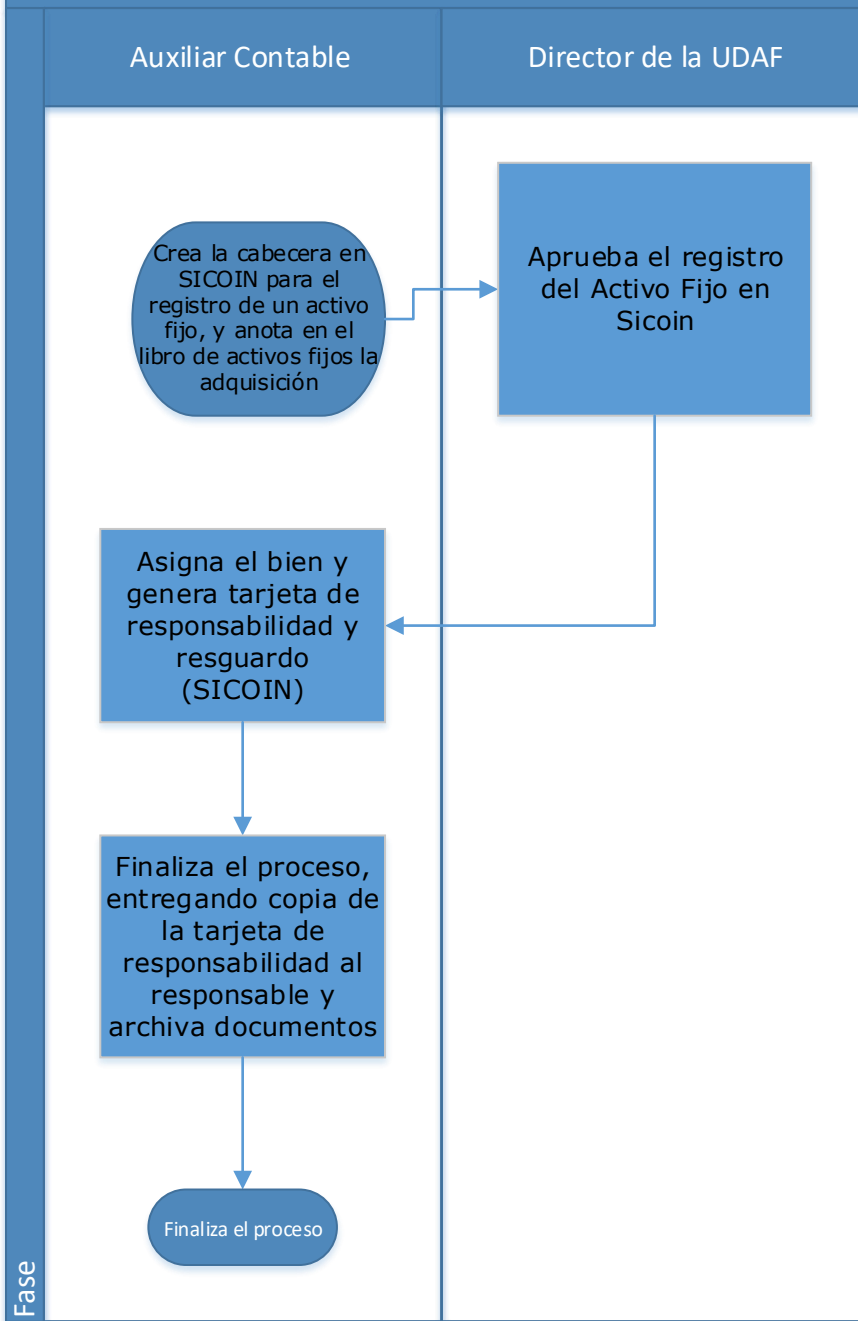 Auxiliar Contable
Director de la UDAF
Crea la cabecera en
SICOIN para el
registro de un activo
fijo, y anota en el
libro de activos fijos la
adquisición
Aprueba el registro
del Activo Fijo en
Sicoin
Asigna el bien y
genera tarjeta de
responsabilidad y
resguardo
(SICOIN)
Finaliza el proceso,
entregando copia de
la tarjeta de
responsabilidad al
responsable y
archiva documentos
Finaliza el proceso
Fase